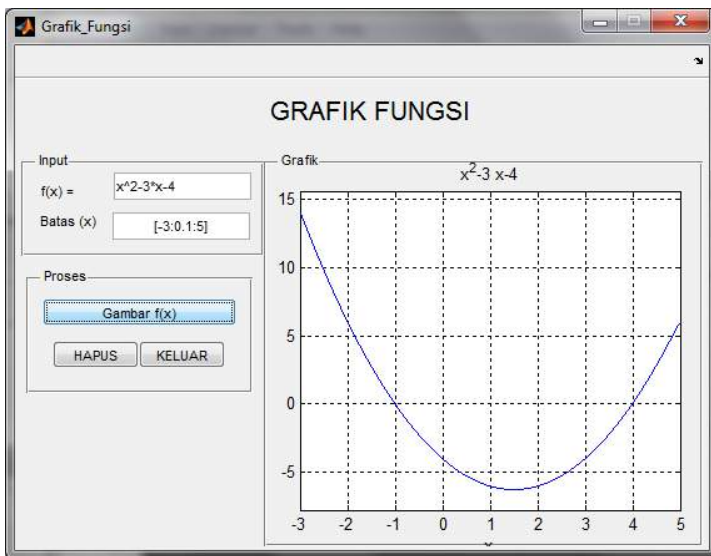 Grafik_Fungsi
GRAFIK FUNGSI
Input
f(x) = x^2-3*x-4
Batas (x) [-3:0.1:5]
Proses
Gambar f(x)
HAPUS KELUAR
Grafik
x²-3 x-4
15
10
5
0
-5
-3 -2 -1 0 1 2 3 4 5